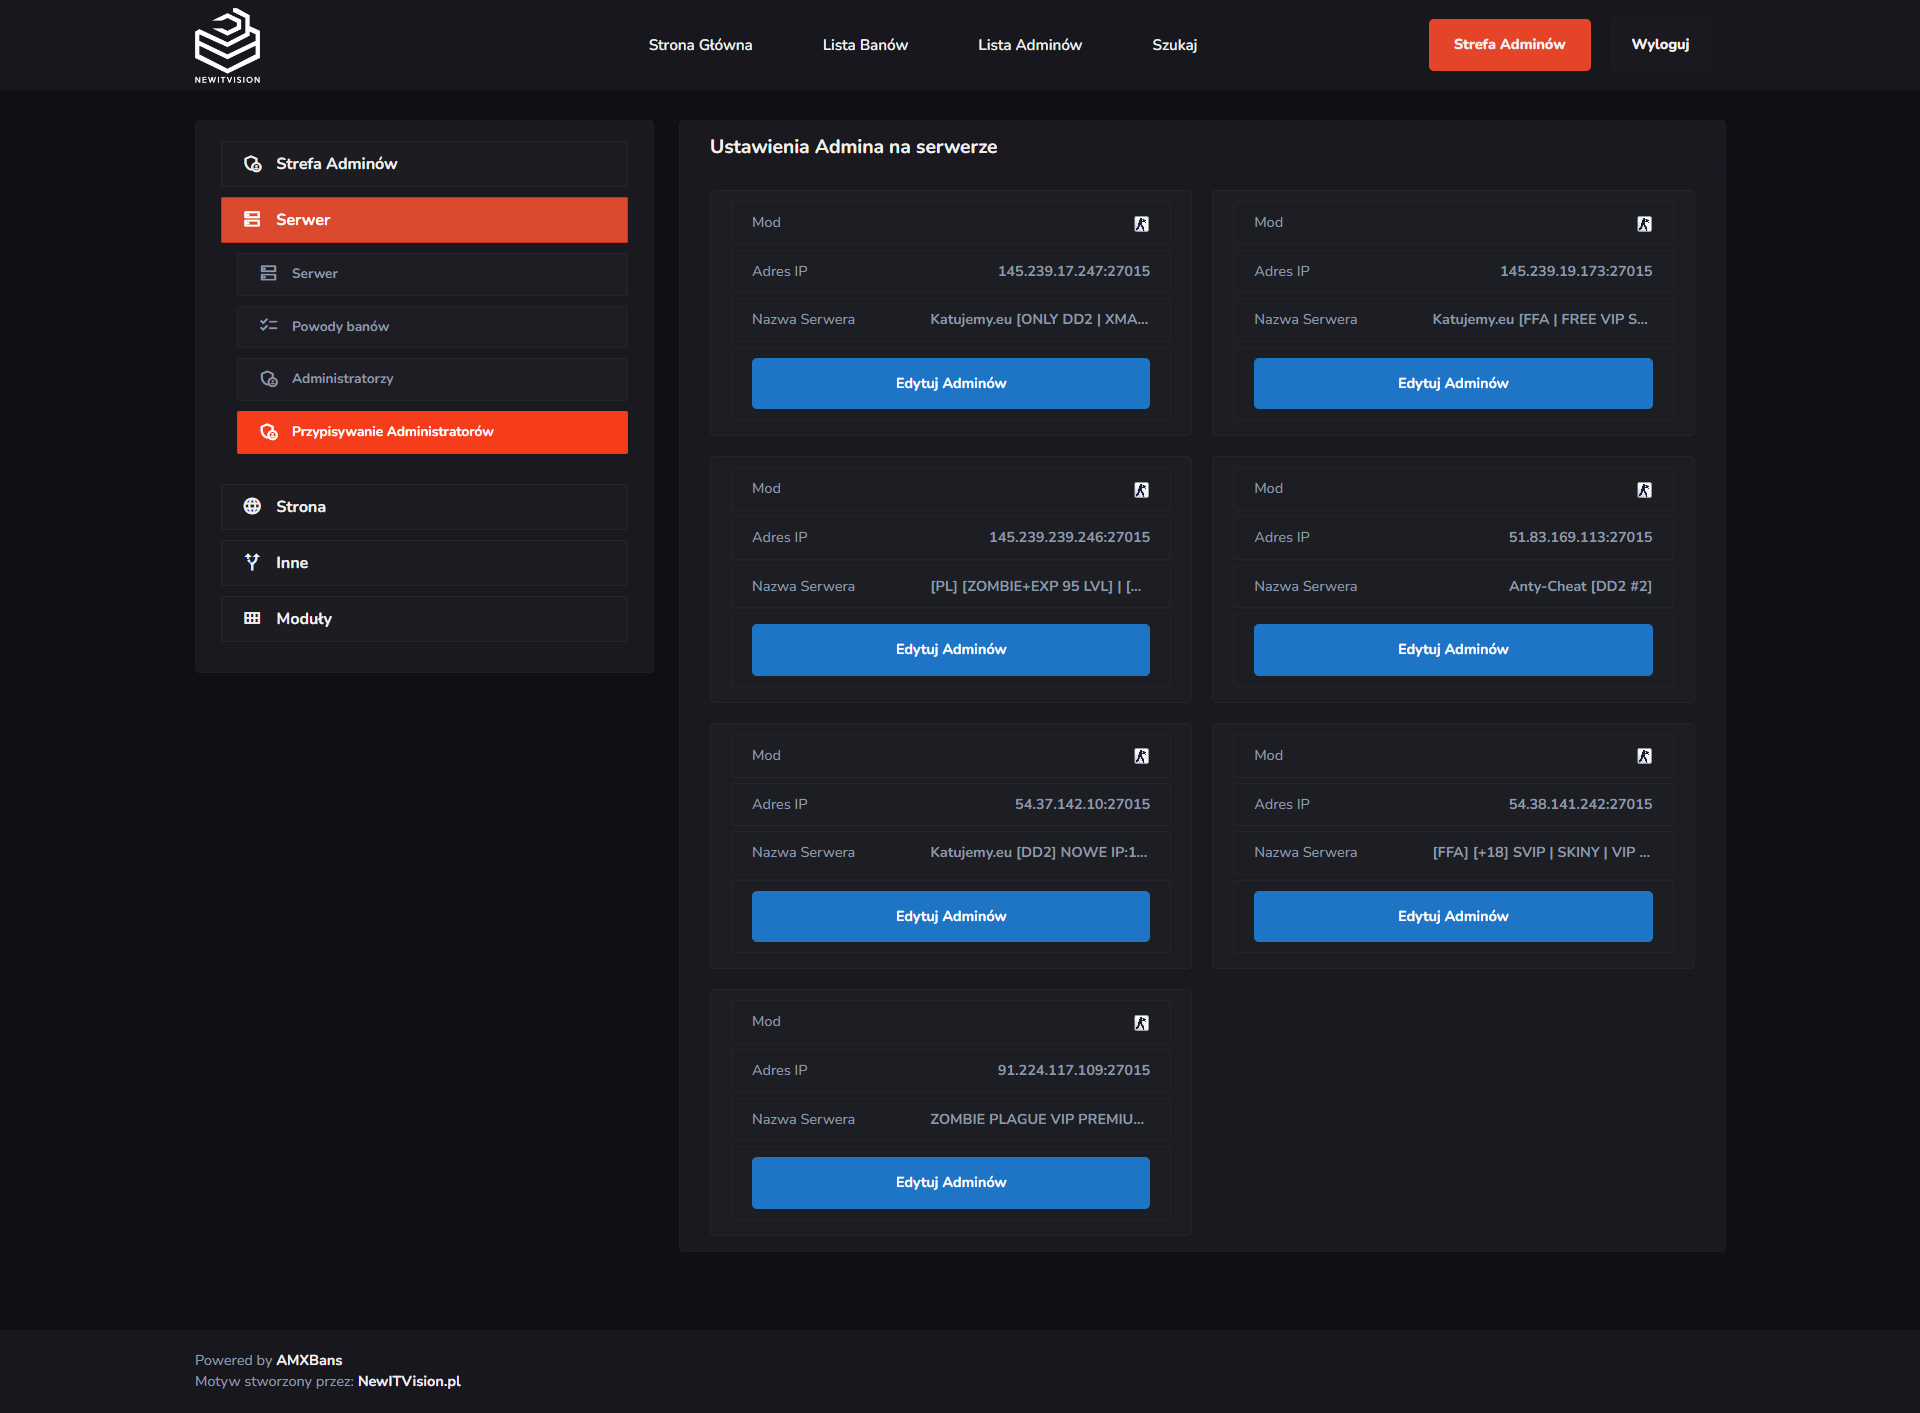 NEWITVISION
Strona Główna
Lista Banów
Lista Adminów
Szukaj
Strefa Adminów
Wyloguj
Strefa Adminów
Serwer
Serwer
Powody banów
Administratorzy
Przypisywanie Administratorów
Strona
Inne
Moduły
Ustawienia Admina na serwerze
Mod
Adres IP 145.239.17.247:27015
Nazwa Serwera Katujemy.eu [ONLY DD2 | XMA...
Edytuj Adminów
Mod
Adres IP 145.239.19.173:27015
Nazwa Serwera Katujemy.eu [FFA | FREE VIP S...
Edytuj Adminów
Mod
Adres IP 145.239.239.246:27015
Nazwa Serwera [PL] [ZOMBIE+EXP 95 LVL] | [...
Edytuj Adminów
Mod
Adres IP 51.83.169.113:27015
Nazwa Serwera Anty-Cheat [DD2 #2]
Edytuj Adminów
Mod
Adres IP 54.37.142.10:27015
Nazwa Serwera Katujemy.eu [DD2] NOWE IP:1...
Edytuj Adminów
Mod
Adres IP 54.38.141.242:27015
Nazwa Serwera [FFA] [+18] SVIP | SKINY | VIP ...
Edytuj Adminów
Mod
Adres IP 91.224.117.109:27015
Nazwa Serwera ZOMBIE PLAGUE VIP PREMIU...
Edytuj Adminów
Powered by AMXBans
Motyw stworzony przez: NewITVision.pl